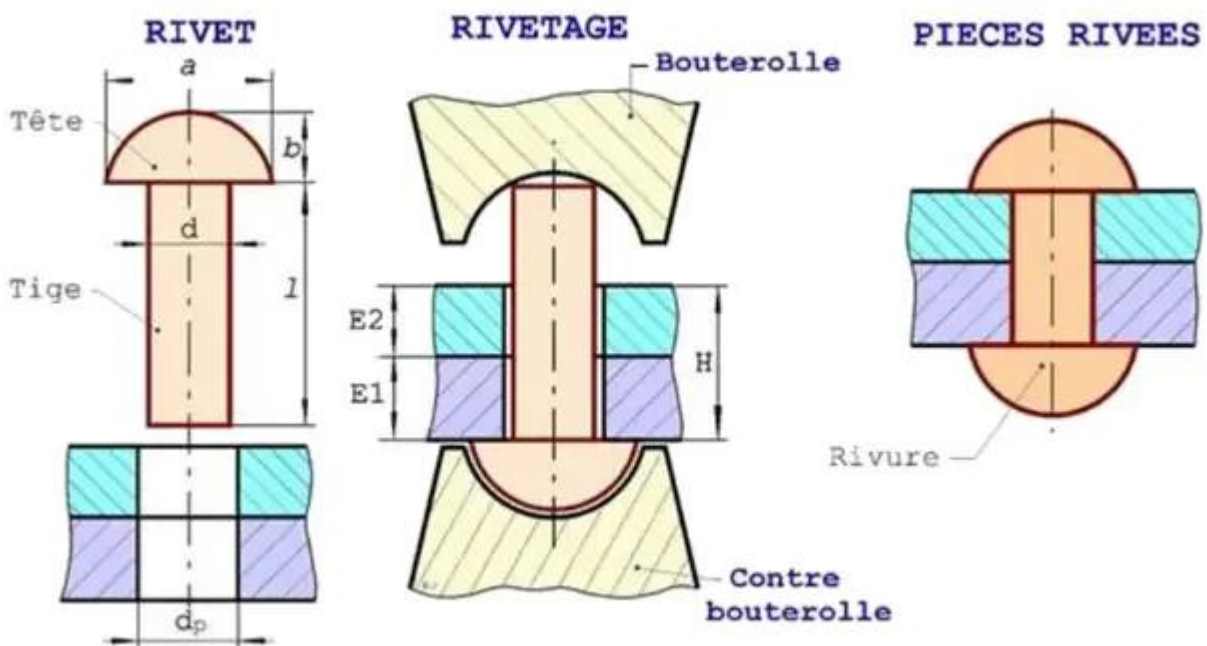 RIVET
a
Tête
b
d
l
Tige
dp
RIVETAGE
Bouterolle
E2
E1
H
Contre
bouterolle
PIECES RIVEES
Rivure